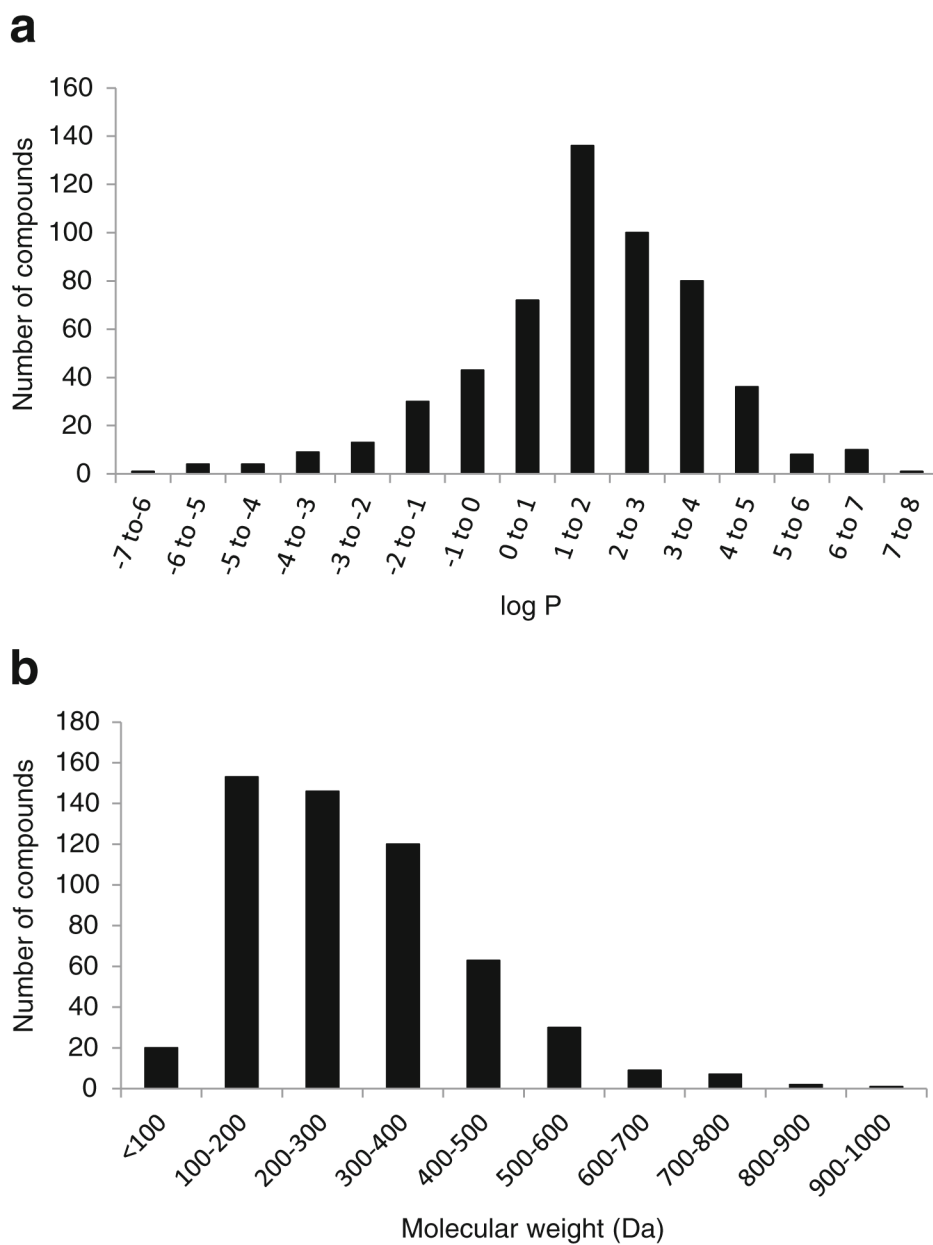 a
Number of compounds
160
140
120
100
80
60
40
20
0
-7 to-6
-6 to -5
-5 to -4
-4 to -3
-3 to -2
-2 to -1
-1 to 0
0 to 1
1 to 2
2 to 3
3 to 4
4 to 5
5 to 6
6 to 7
7 to 8
log P
b
Number of compounds
180
160
140
120
100
80
60
40
20
0
<100
100-200
200-300
300-400
400-500
500-600
600-700
700-800
800-900
900-1000
Molecular weight (Da)